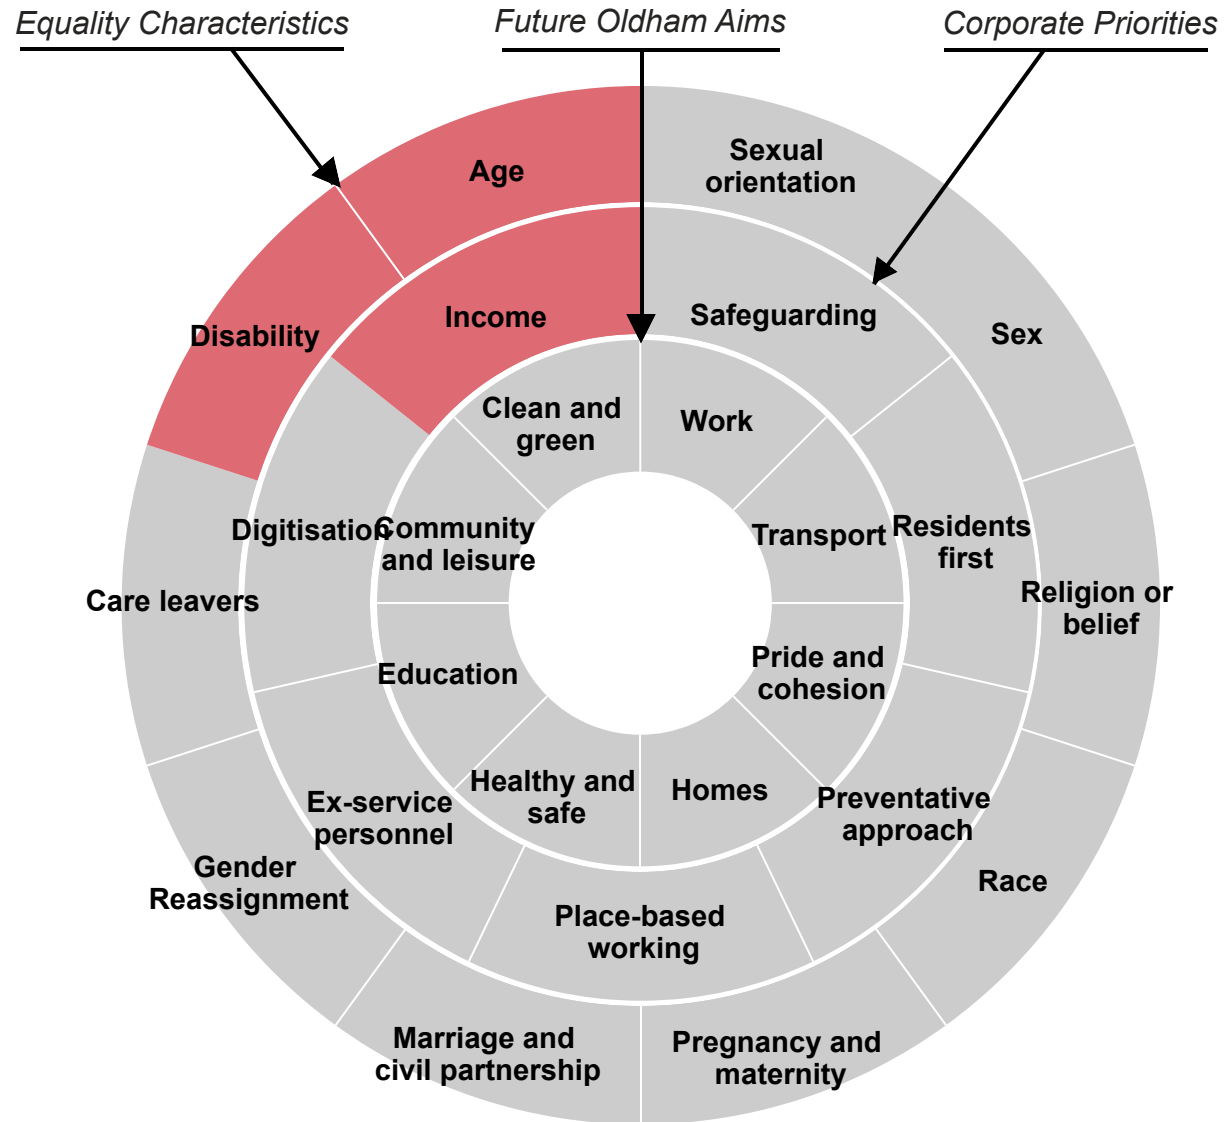 Equality Characteristics
Future Oldham Aims
Corporate Priorities
Age
Sexual
orientation
Disability
Income
Safeguarding
Sex
Clean and
green
Work
Digitisation
Community
and leisure
Transport
Residents
first
Care leavers
Religion or
belief
Education
Pride and
cohesion
Ex-service
personnel
Healthy and
safe
Homes
Preventative
approach
Gender
Reassignment
Race
Place-based
working
Marriage and
civil partnership
Pregnancy and
maternity